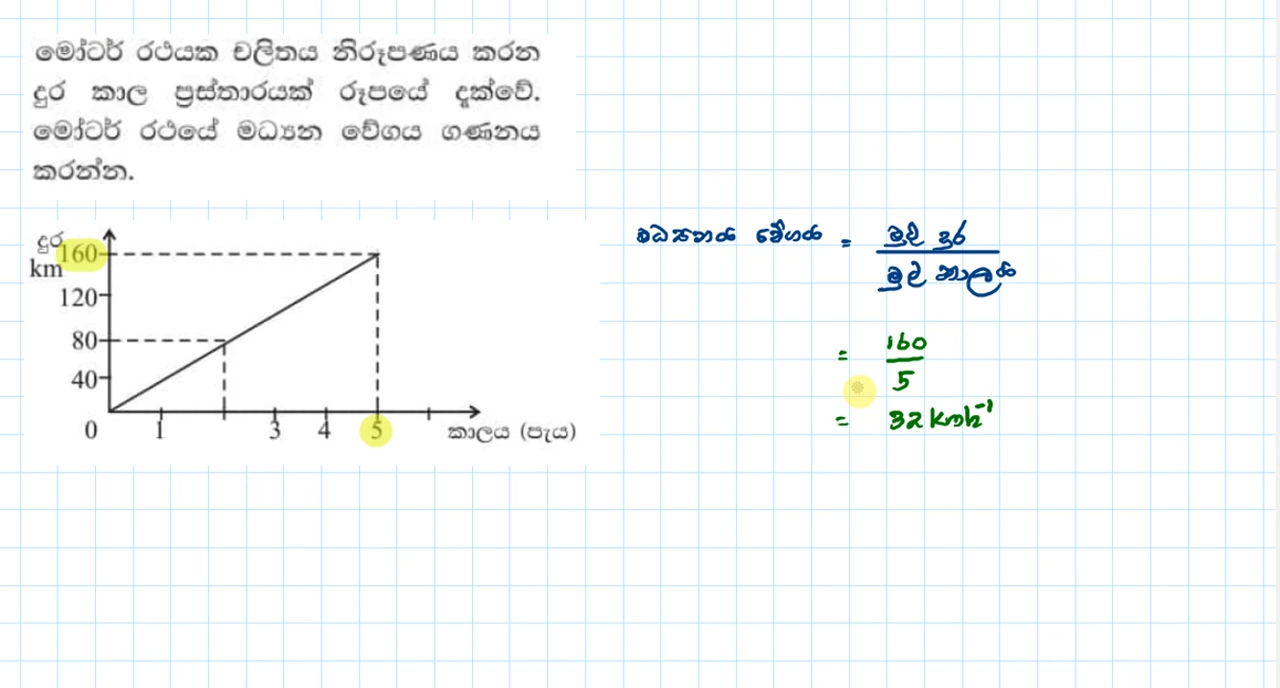 මෝටර් රථයක චලිතය නිරූපණය කරන
දුර කාල ප්‍රස්තාරයක් රූපයේ දැක්වේ.
මෝටර් රථයේ මධ්‍යන වේගය ගණනය
කරන්න.
දුර
km
160
120
80
40
0 1 3 4 5 කාලය (පැය)
මධ්‍යනය වේගය = මුළු දුර
මුළු කාලය
= 160
5
= 32 kmh⁻¹